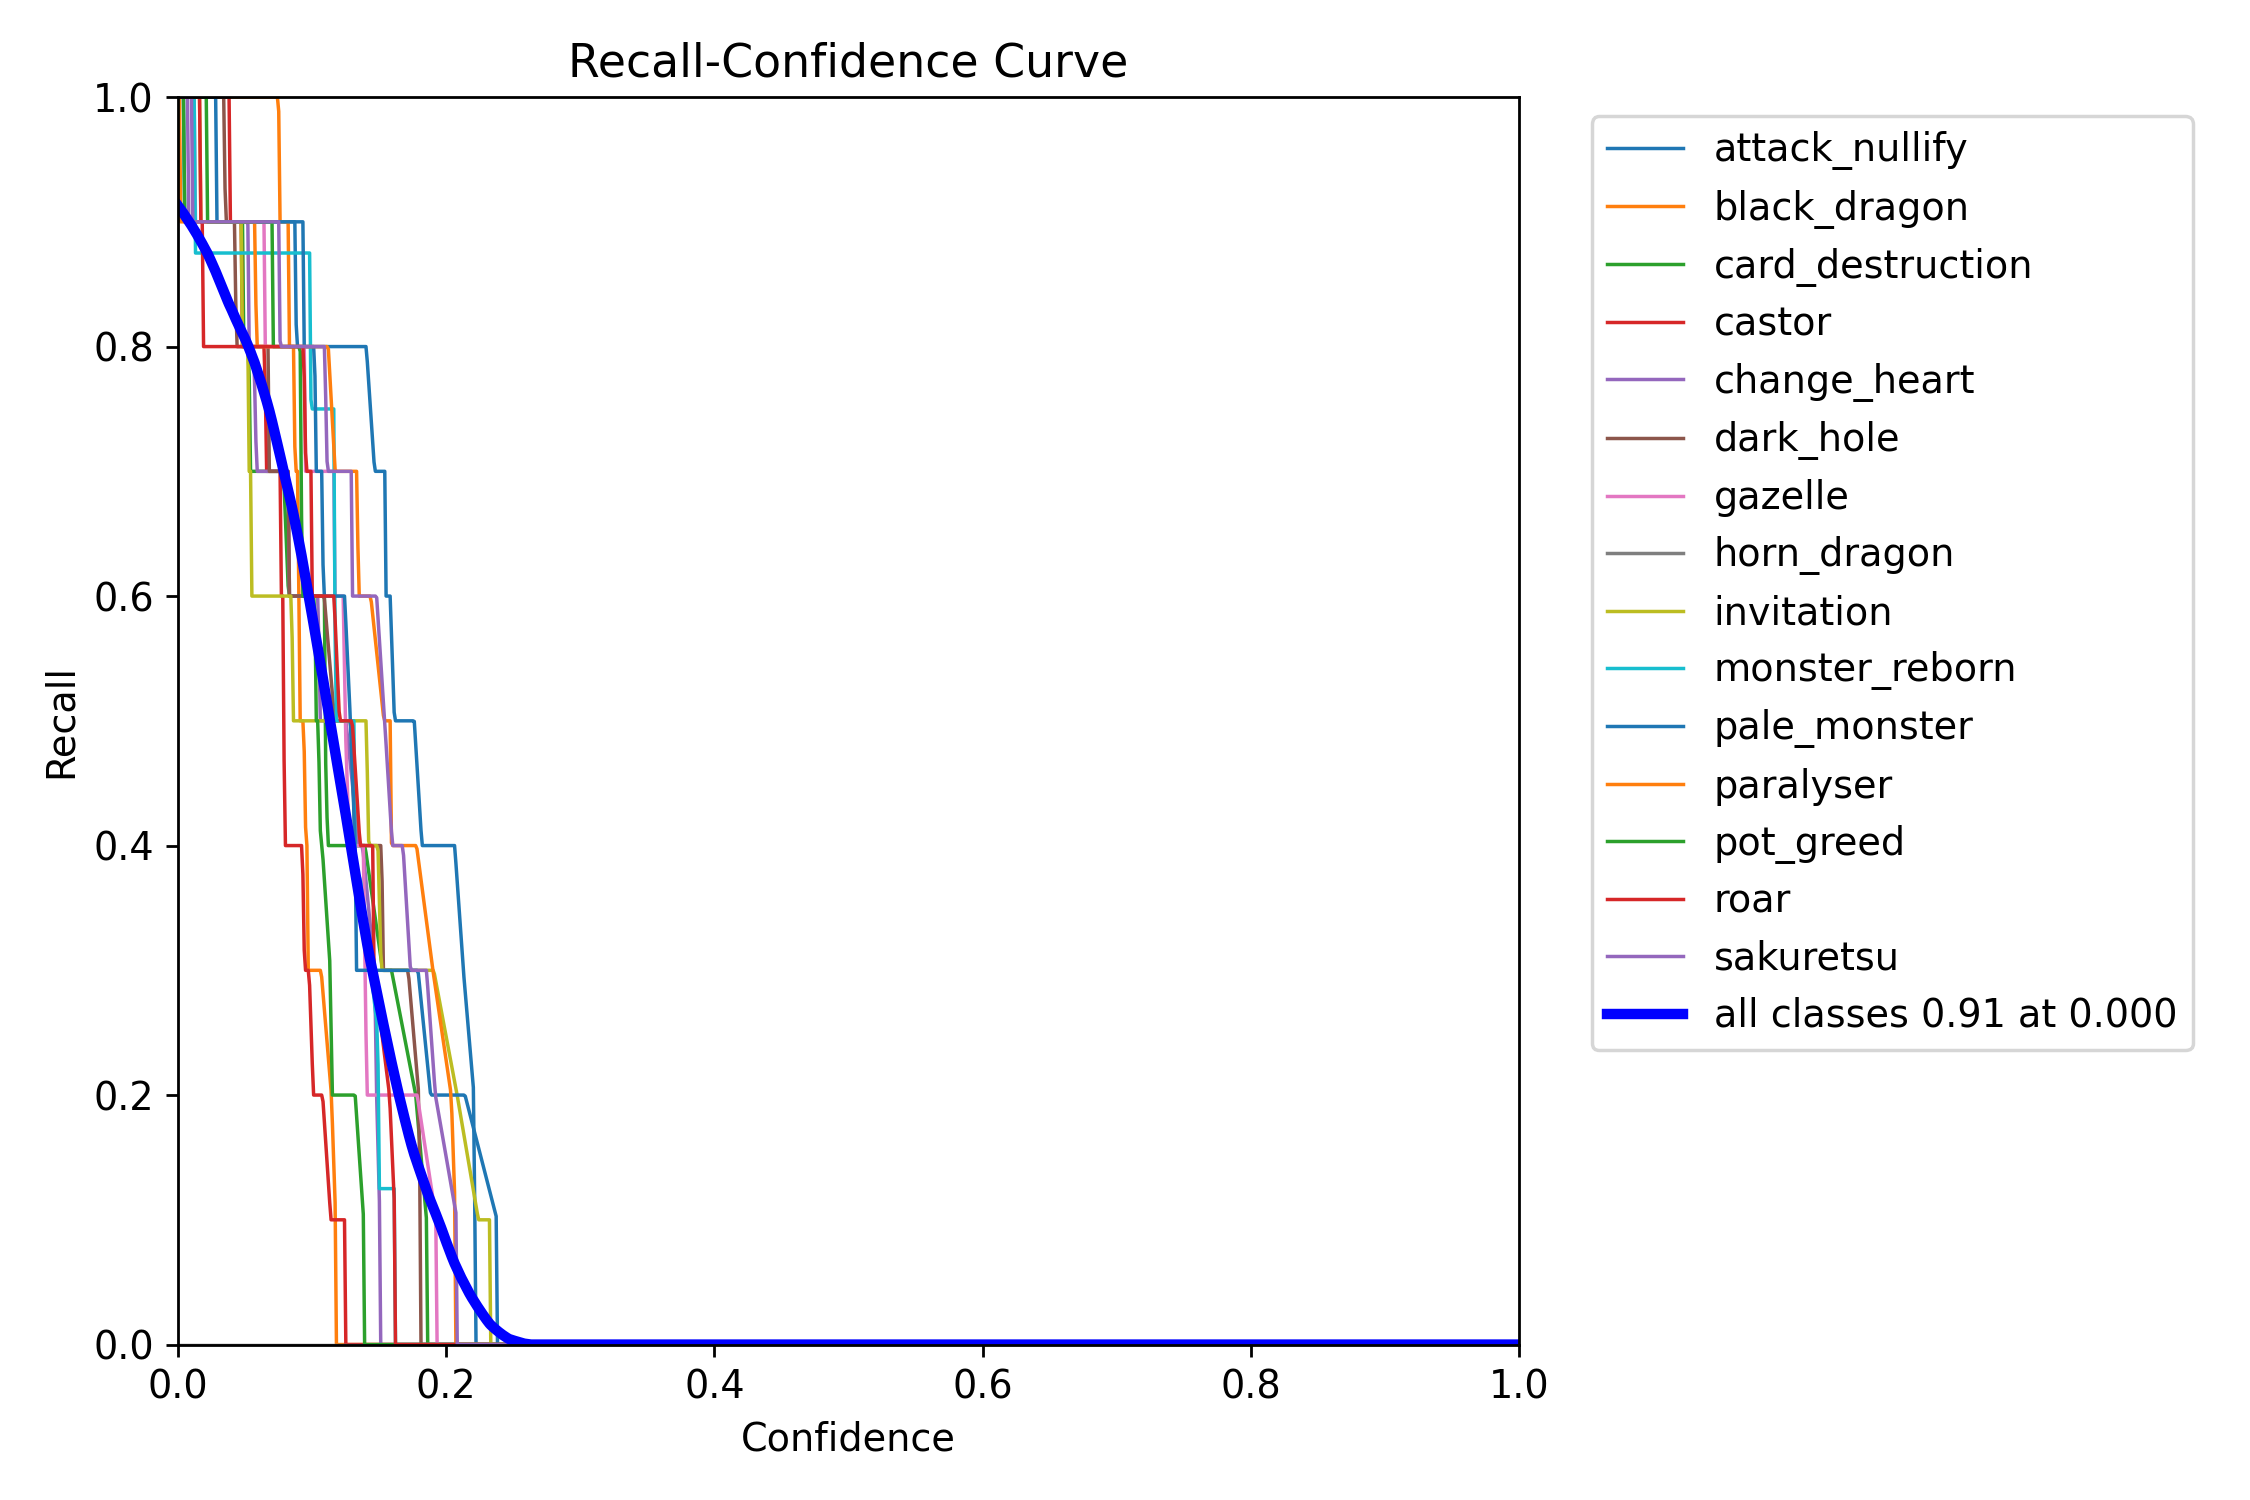 Recall-Confidence Curve
1.0
0.8
0.6
0.4
0.2
0.0
Recall
0.0 0.2 0.4 0.6 0.8 1.0
Confidence
attack_nullify
black_dragon
card_destruction
castor
change_heart
dark_hole
gazelle
horn_dragon
invitation
monster_reborn
pale_monster
paralyser
pot_greed
roar
sakuretsu
all classes 0.91 at 0.000